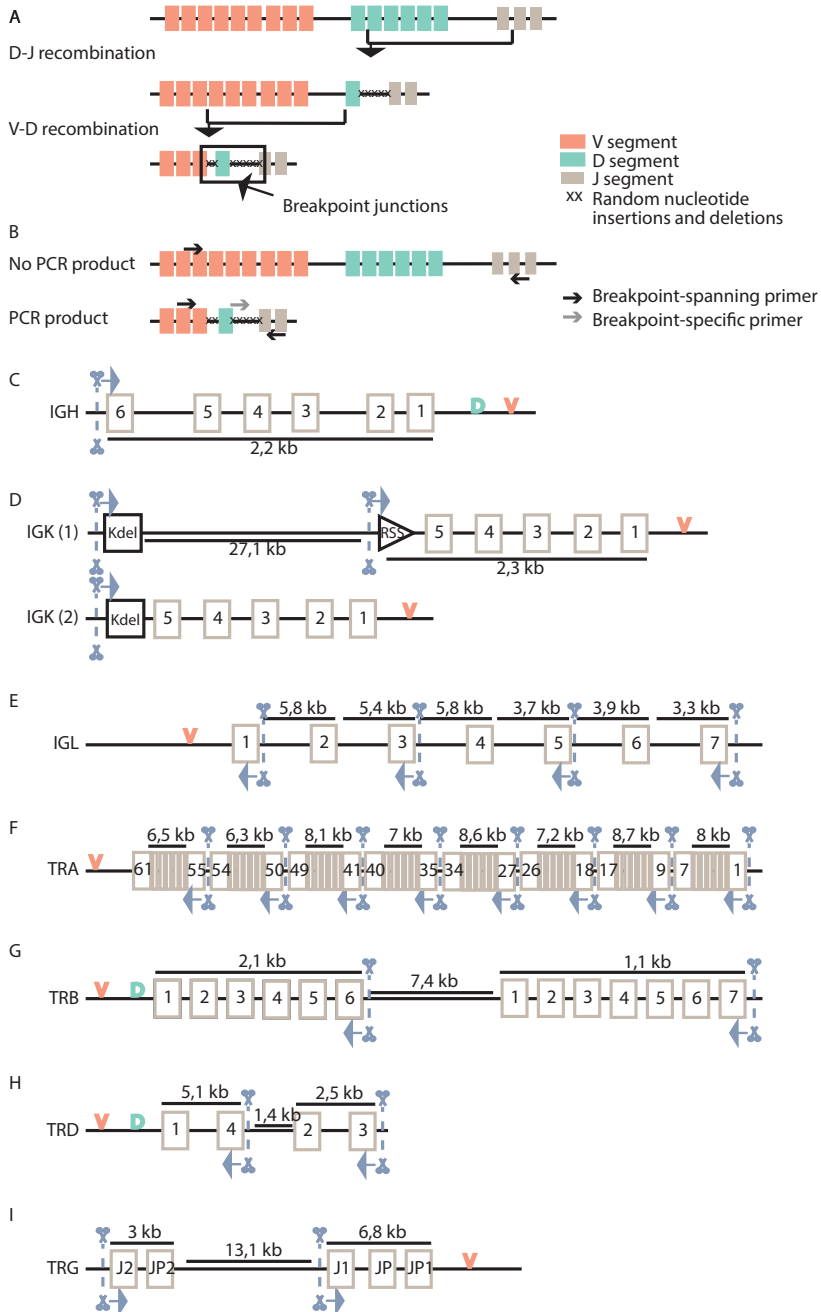 A
D-J recombination
xxxxx
V-D recombination
xx xxxxx
Breakpoint junctions
V segment
D segment
J segment
xx Random nucleotide
insertions and deletions
B
No PCR product
PCR product
xx xxxxx
Breakpoint-spanning primer
Breakpoint-specific primer
C
IGH
6 5 4 3 2 1 D V
2,2 kb
D
IGK (1)
Kdel RSS 5 4 3 2 1 V
27,1 kb
2,3 kb
IGK (2)
Kdel 5 4 3 2 1 V
E
5,8 kb 5,4 kb 5,8 kb 3,7 kb 3,9 kb 3,3 kb
IGL
V 1 2 3 4 5 6 7
F
6,5 kb 6,3 kb 8,1 kb 7 kb 8,6 kb 7,2 kb 8,7 kb 8 kb
TRA
V 61 55 54 50 49 41 40 35 34 27 26 18 17 9 7 1
G
2,1 kb 7,4 kb 1,1 kb
TRB
V D 1 2 3 4 5 6 1 2 3 4 5 6 7
H
5,1 kb 1,4 kb 2,5 kb
TRD
V D 1 4 2 3
I
3 kb 13,1 kb 6,8 kb
TRG
J2 JP2 J1 JP JP1 V